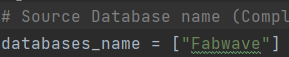 # Source Database name (Compl
databases_name = ["Fabwave"]